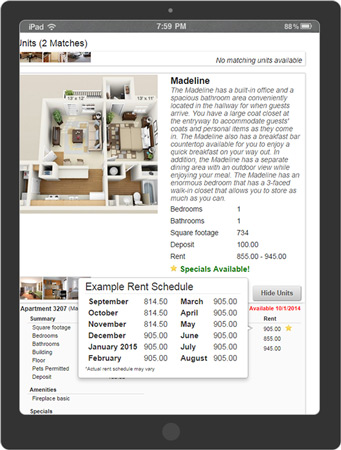 iPad
7:59 PM
88%
Units (2 Matches)
No matching units available
13' x 12'
13' x 11'
Madeline
The Madeline has a built-in office and a
spacious bathroom area conveniently
located in the hallway for when guests
arrive. You have a large coat closet at
the entryway to accommodate guests'
coats and personal items as they come
in. The Madeline also has a breakfast bar
countertop available for you to enjoy a
quick breakfast on your way out. In
addition, the Madeline has a separate
dining area with an outdoor view while
enjoying your meal. The Madeline has an
enormous bedroom that has a 3-faced
walk-in closet that allows you to store as
much as you can.
Bedrooms 1
Bathrooms 1
Square footage 734
Deposit 100.00
Rent 855.00 - 945.00
Specials Available!
Hide Units
Example Rent Schedule
September 814.50 March 905.00
October 814.50 April 905.00
November 814.50 May 905.00
December 905.00 June 905.00
January 2015 905.00 July 905.00
February 905.00 August 905.00
*Actual rent schedule may vary
Apartment 3207
Available 10/1/2014
Summary
Square footage
Bedrooms
Bathrooms
Building
Floor
Pets Permitted
Deposit
Rent
905.00
855.00
945.00
Amenities
Fireplace basic
Specials